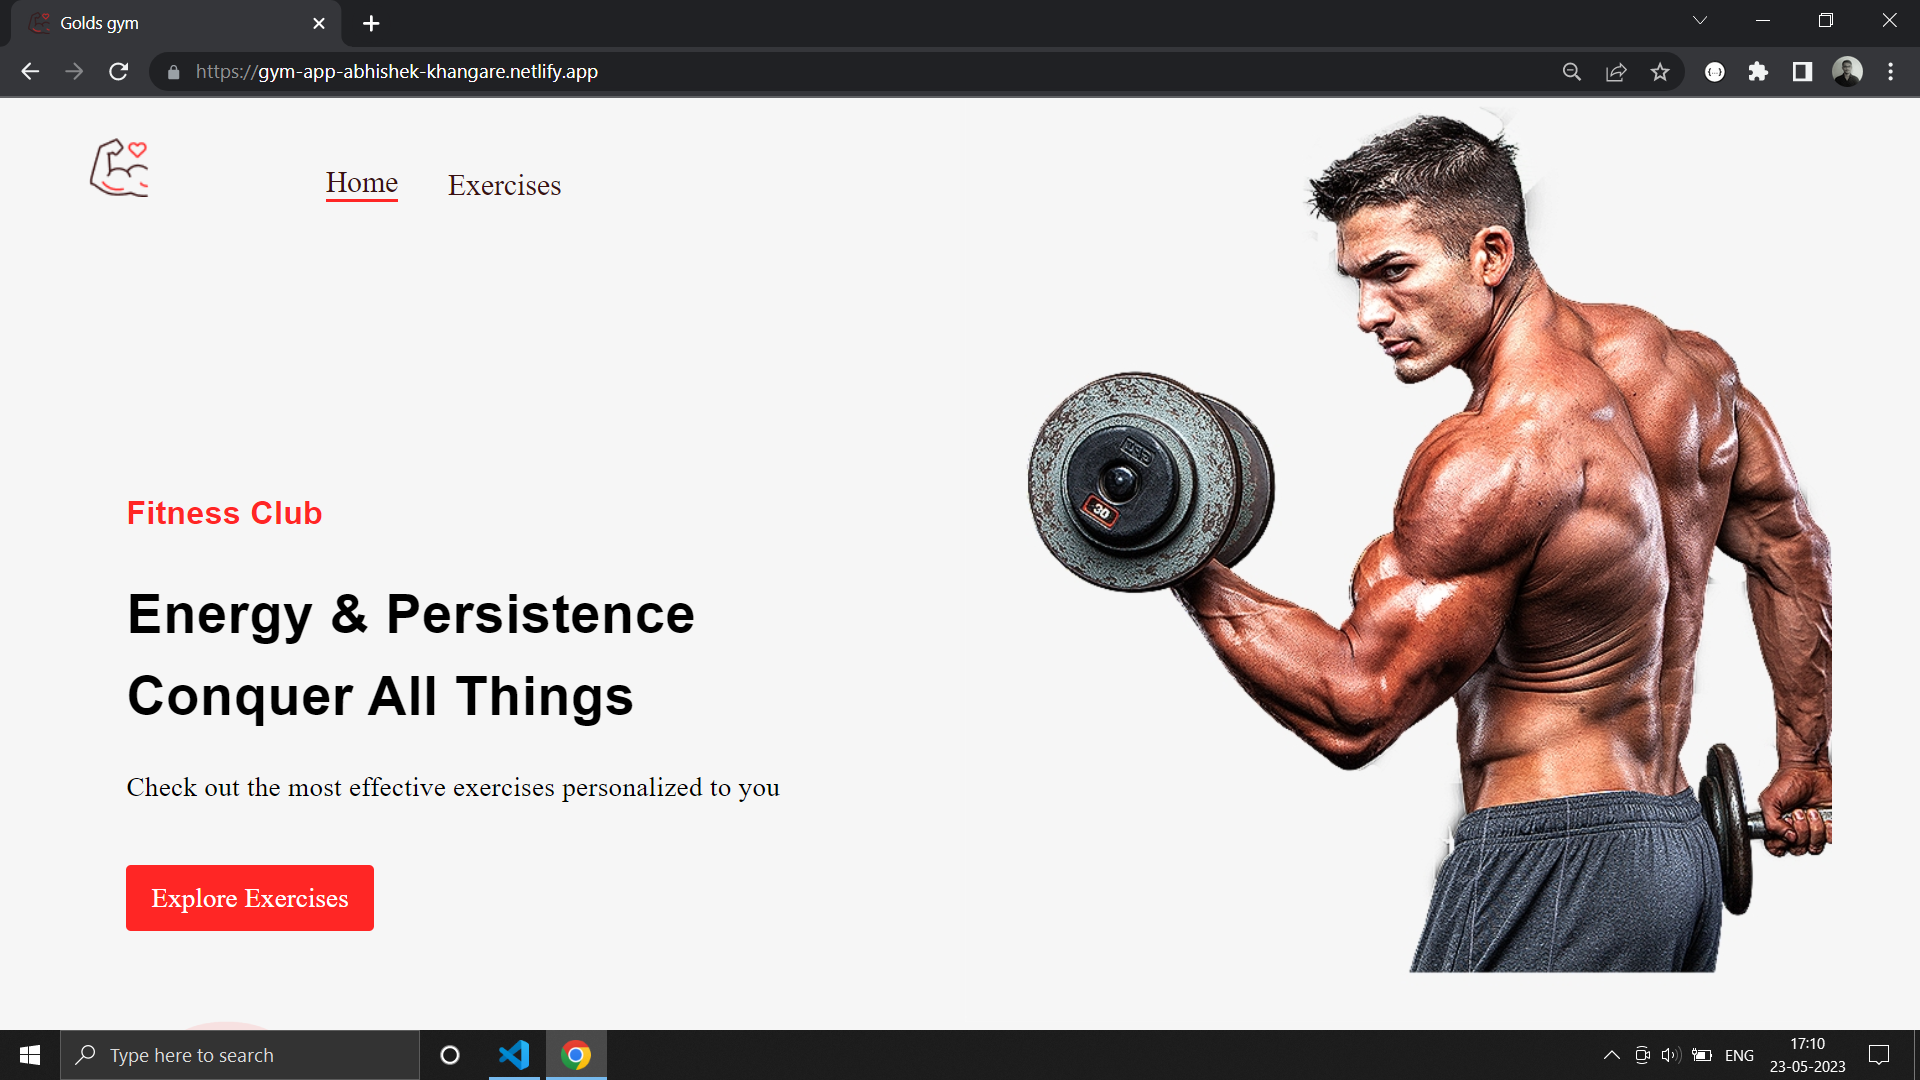 Golds gym
https://gym-app-abhishek-khangare.netlify.app
Home
Exercises
Fitness Club
Energy & Persistence
Conquer All Things
Check out the most effective exercises personalized to you
Explore Exercises
30
Type here to search
ENG
17:10
23-05-2023